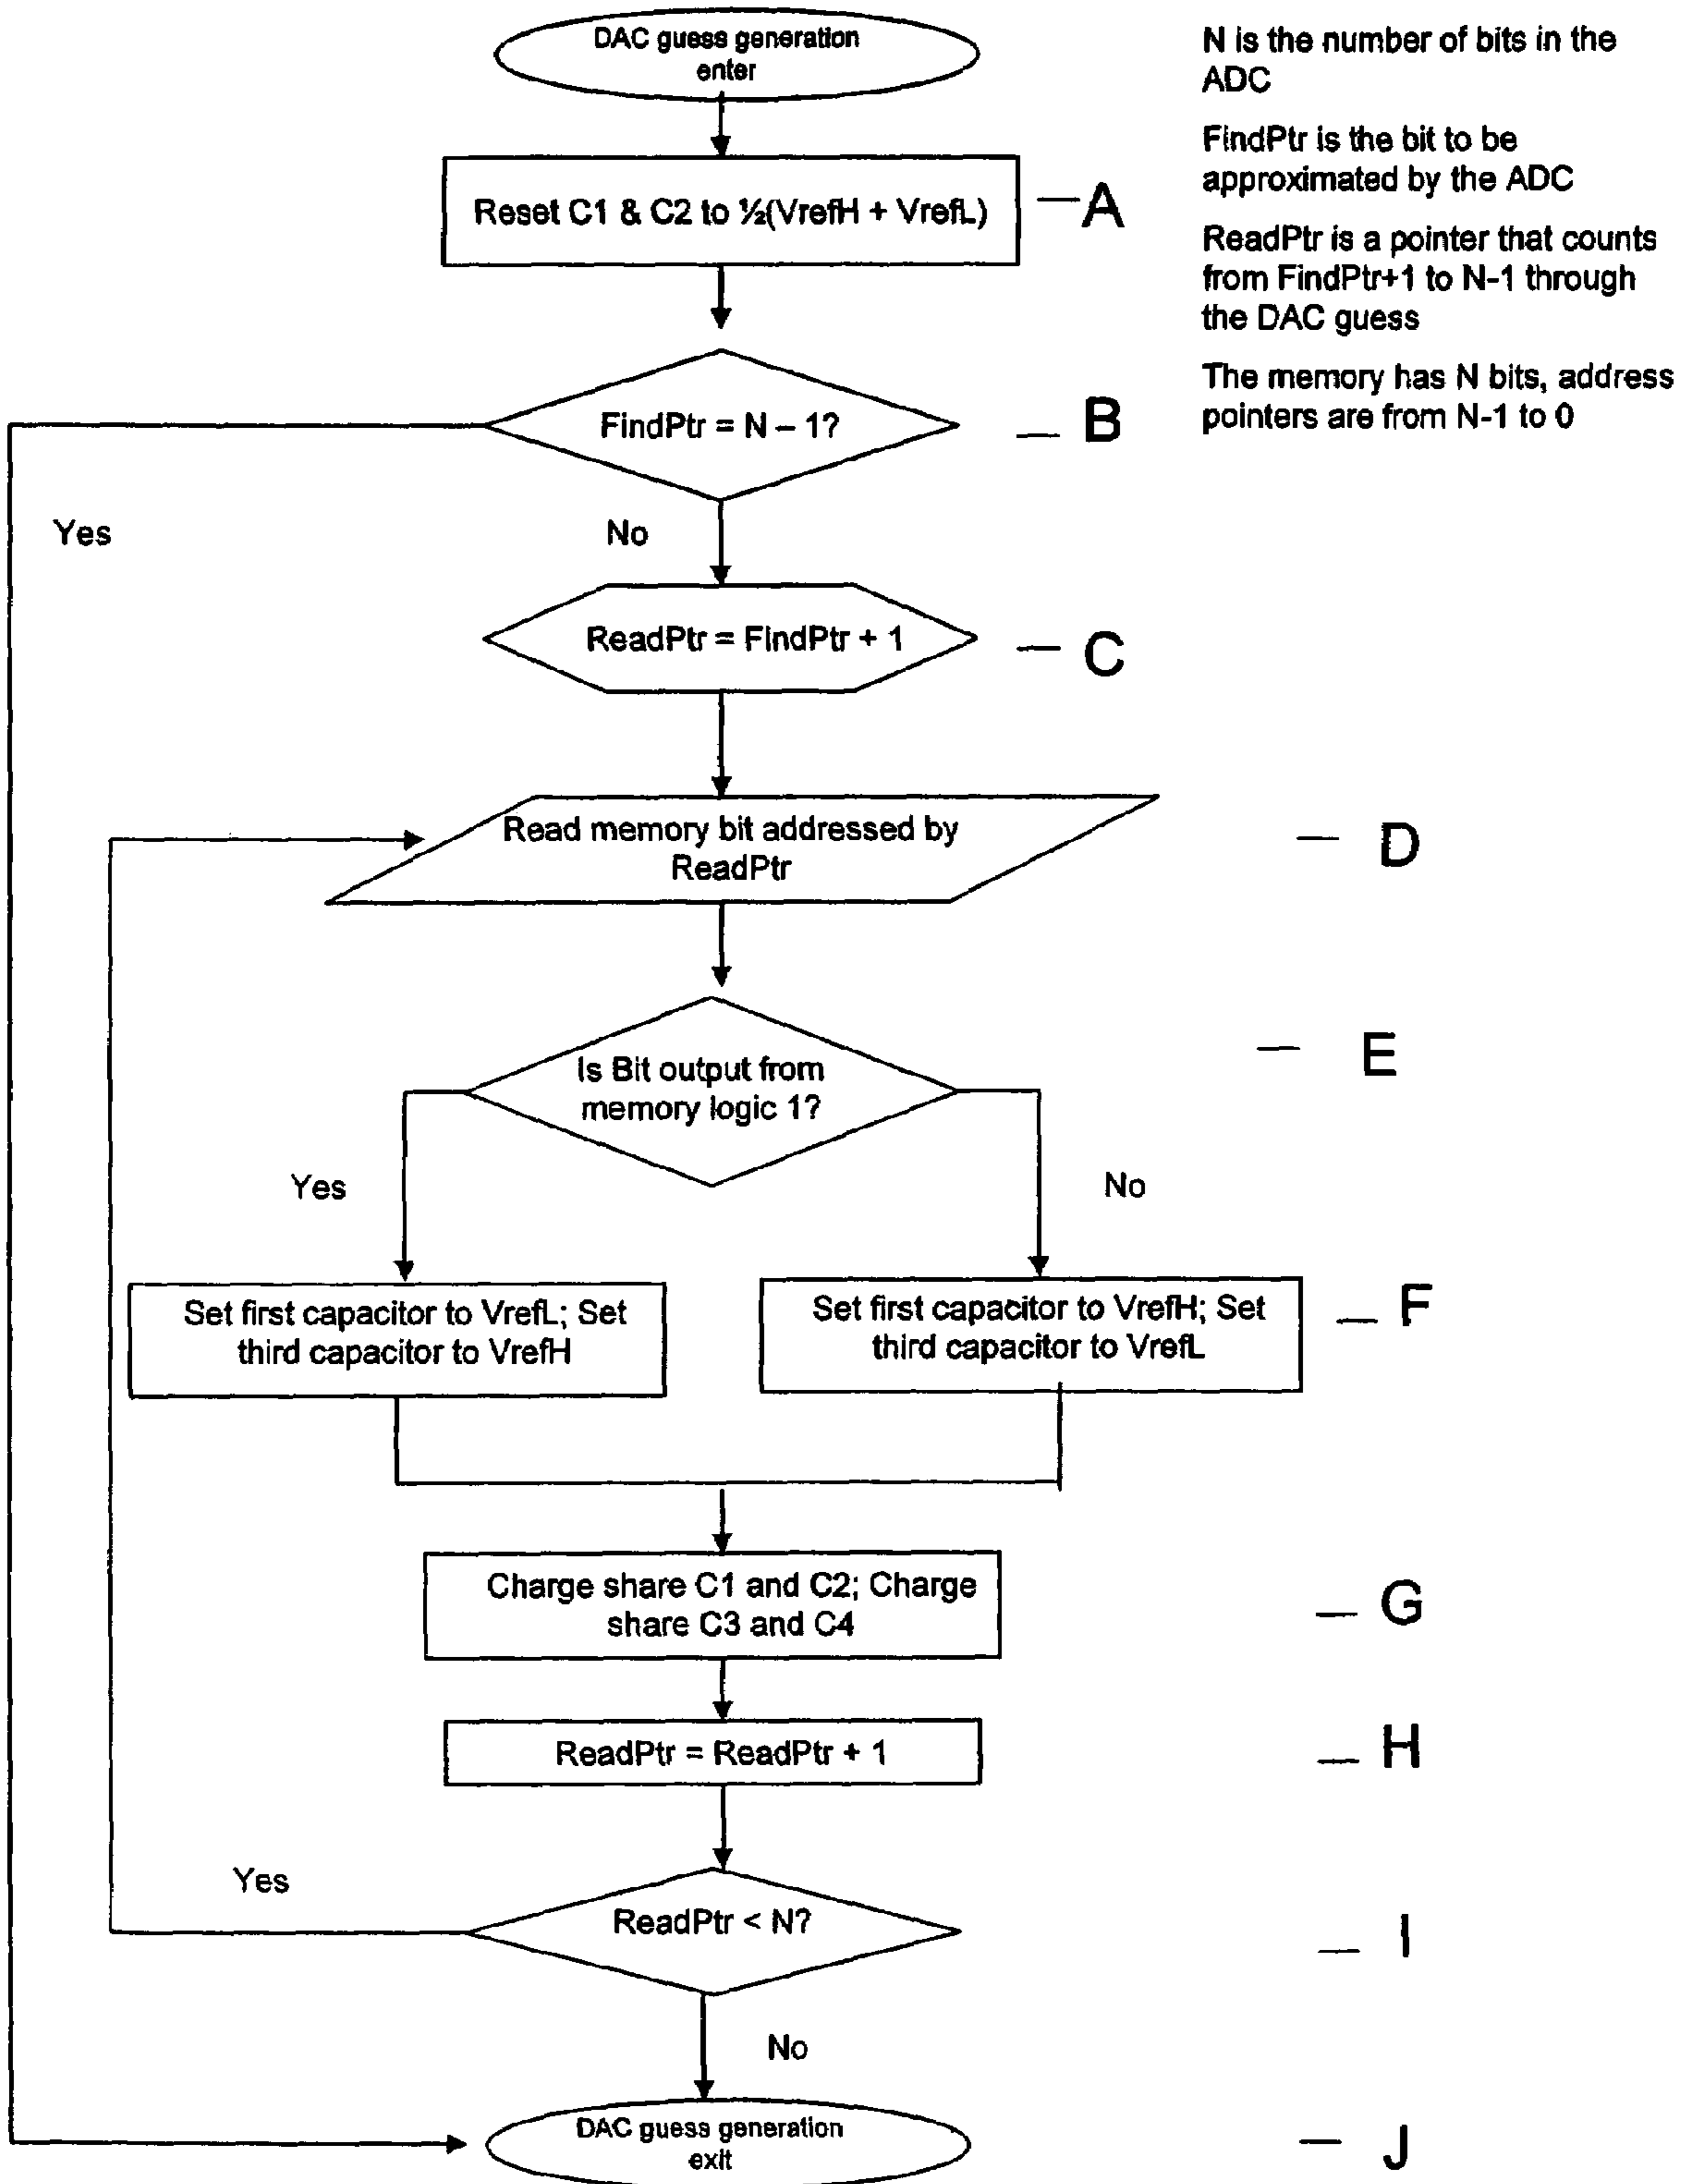 DAC guess generation
enter
N is the number of bits in the
ADC
FindPtr is the bit to be
approximated by the ADC
ReadPtr is a pointer that counts
from FindPtr+1 to N-1 through
the DAC guess
The memory has N bits, address
pointers are from N-1 to 0
Reset C1 & C2 to ½(VrefH + VrefL)
A
FindPtr = N – 1?
B
Yes
No
ReadPtr = FindPtr + 1
C
Read memory bit addressed by
ReadPtr
D
Is Bit output from
memory logic 1?
E
Yes
No
Set first capacitor to VrefL; Set
third capacitor to VrefH
Set first capacitor to VrefH; Set
third capacitor to VrefL
F
Charge share C1 and C2; Charge
share C3 and C4
G
ReadPtr = ReadPtr + 1
H
Yes
ReadPtr < N?
I
No
DAC guess generation
exit
J